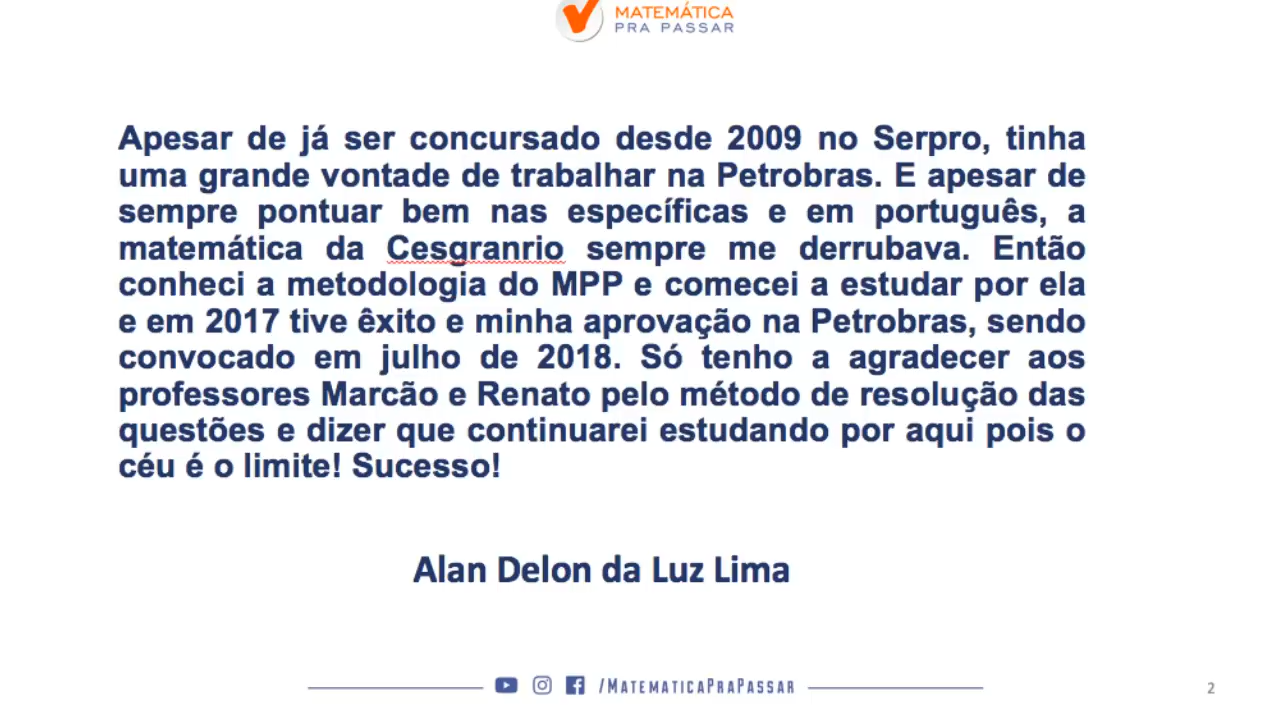 MATEMÁTICA
PRA PASSAR
Apesar de já ser concursado desde 2009 no Serpro, tinha
uma grande vontade de trabalhar na Petrobras. E apesar de
sempre pontuar bem nas específicas e em português, a
matemática da Cesgranrio sempre me derrubava. Então
conheci a metodologia do MPP e comecei a estudar por ela
e em 2017 tive êxito e minha aprovação na Petrobras, sendo
convocado em julho de 2018. Só tenho a agradecer aos
professores Marcão e Renato pelo método de resolução das
questões e dizer que continuarei estudando por aqui pois o
céu é o limite! Sucesso!
Alan Delon da Luz Lima
/MATEMATICAPRAPASSAR
2